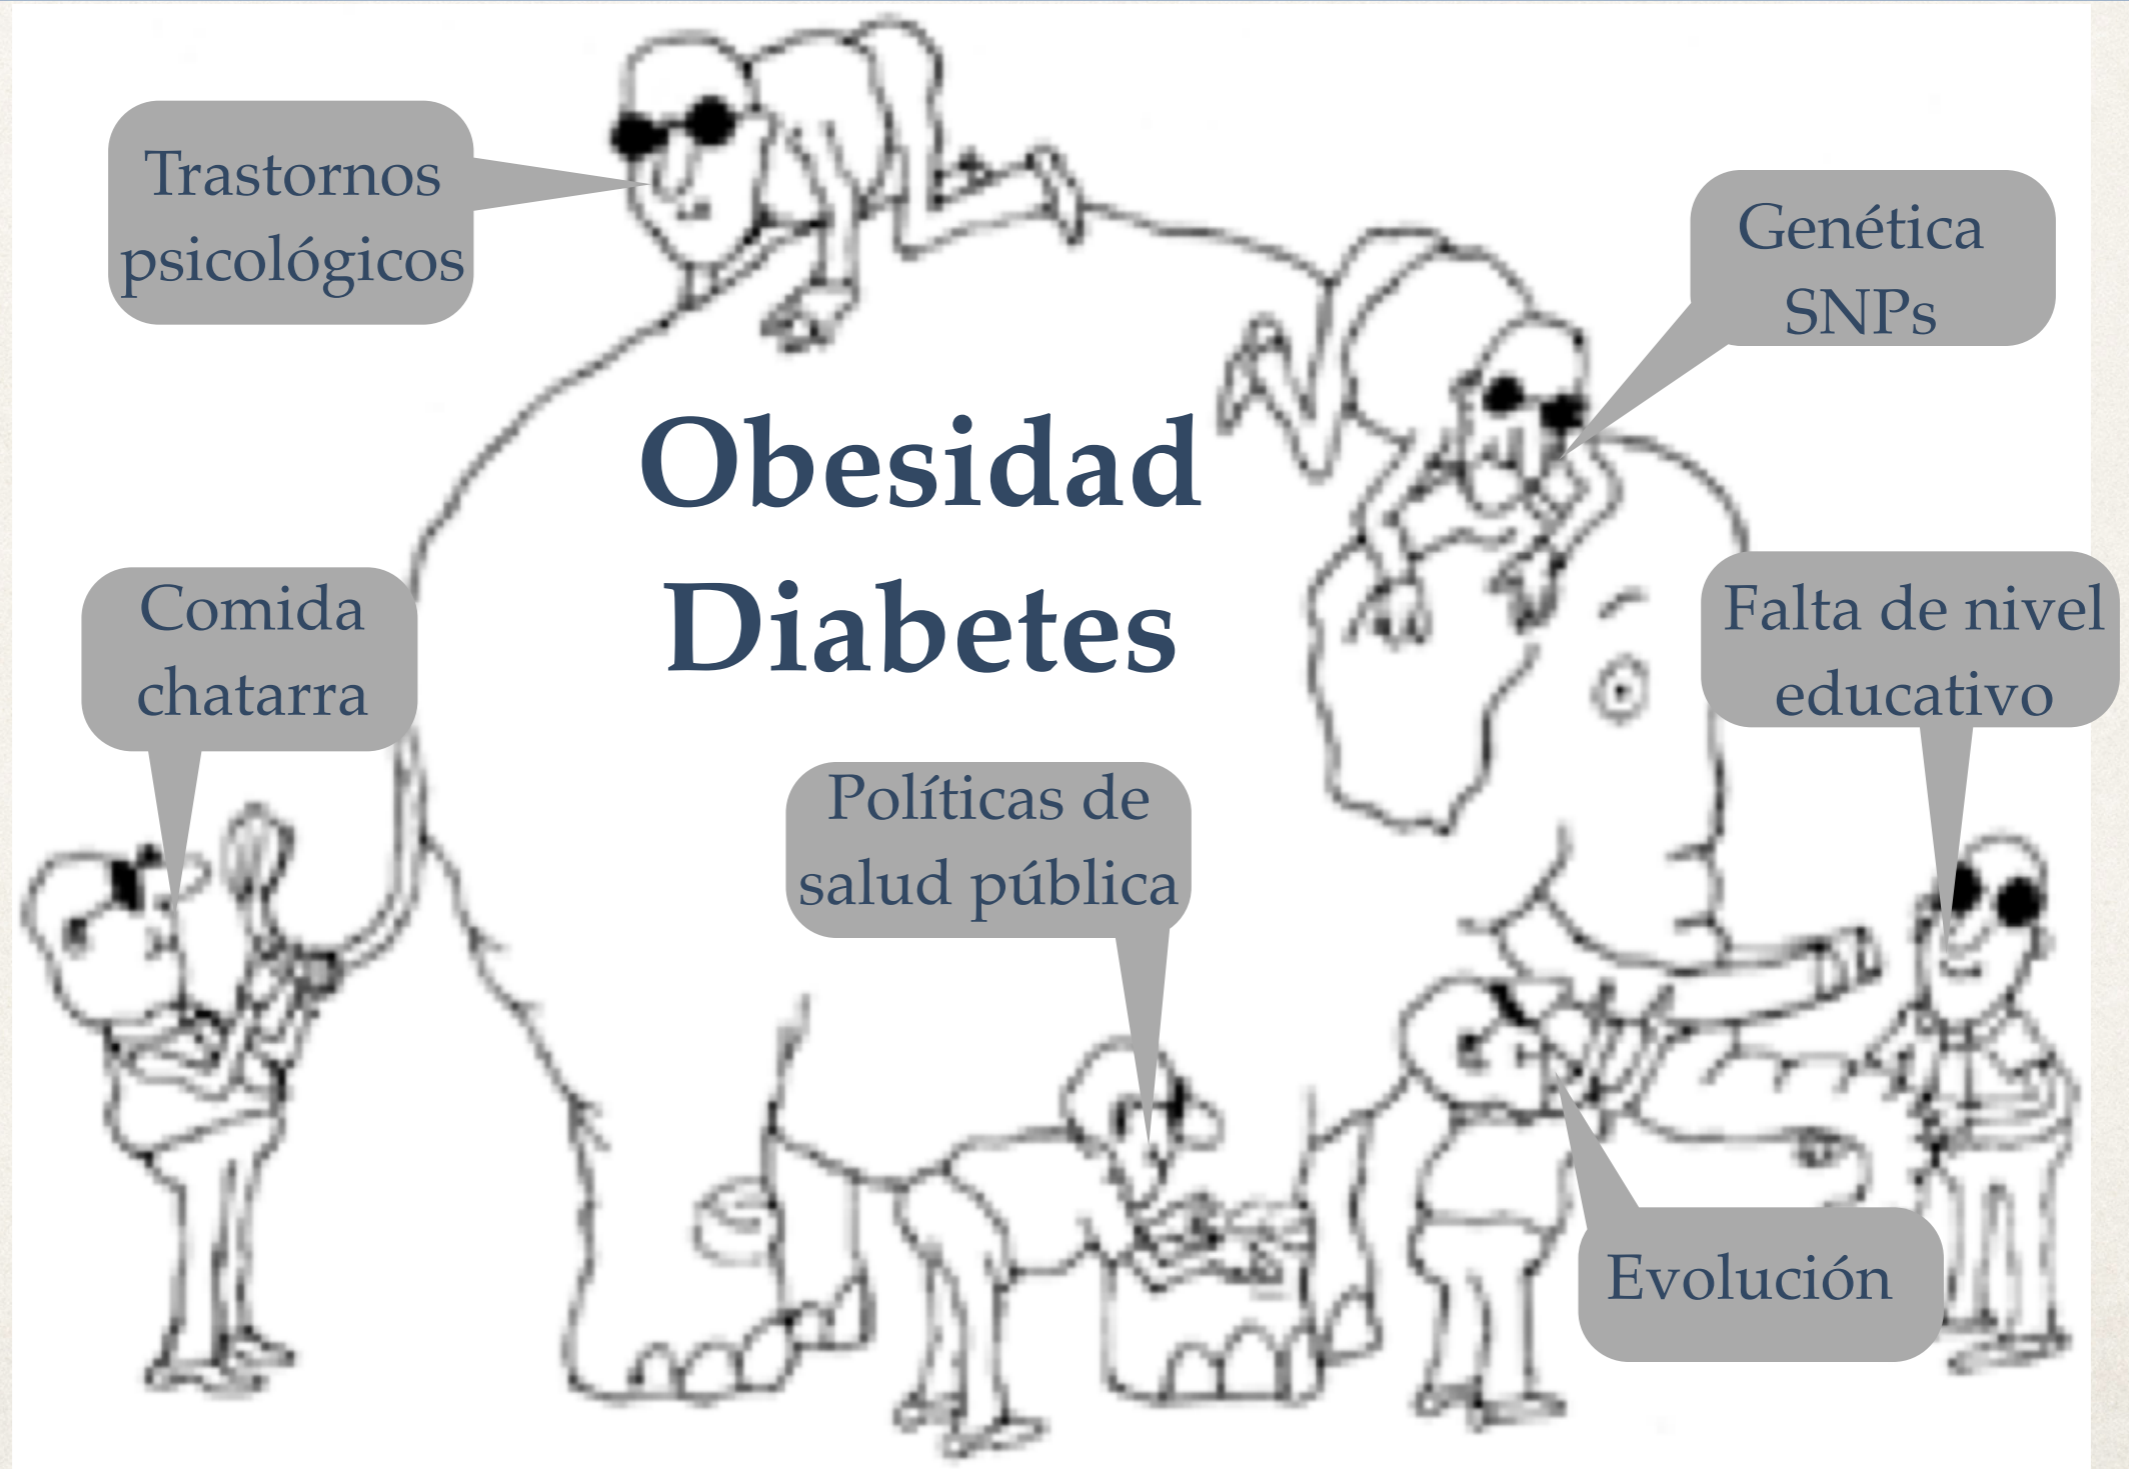 Trastornos
psicológicos
Genética
SNPs
Obesidad
Diabetes
Comida
chatarra
Falta de nivel
educativo
Políticas de
salud pública
Evolución